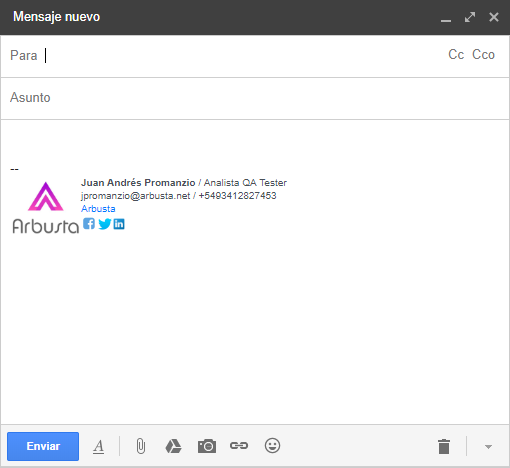 Mensaje nuevo
Para Cc Cco
Asunto
--
Juan Andrés Promanzio / Analista QA Tester
jpromanzio@arbusta.net / +5493412827453
Arbusta
Arbusta
Enviar A